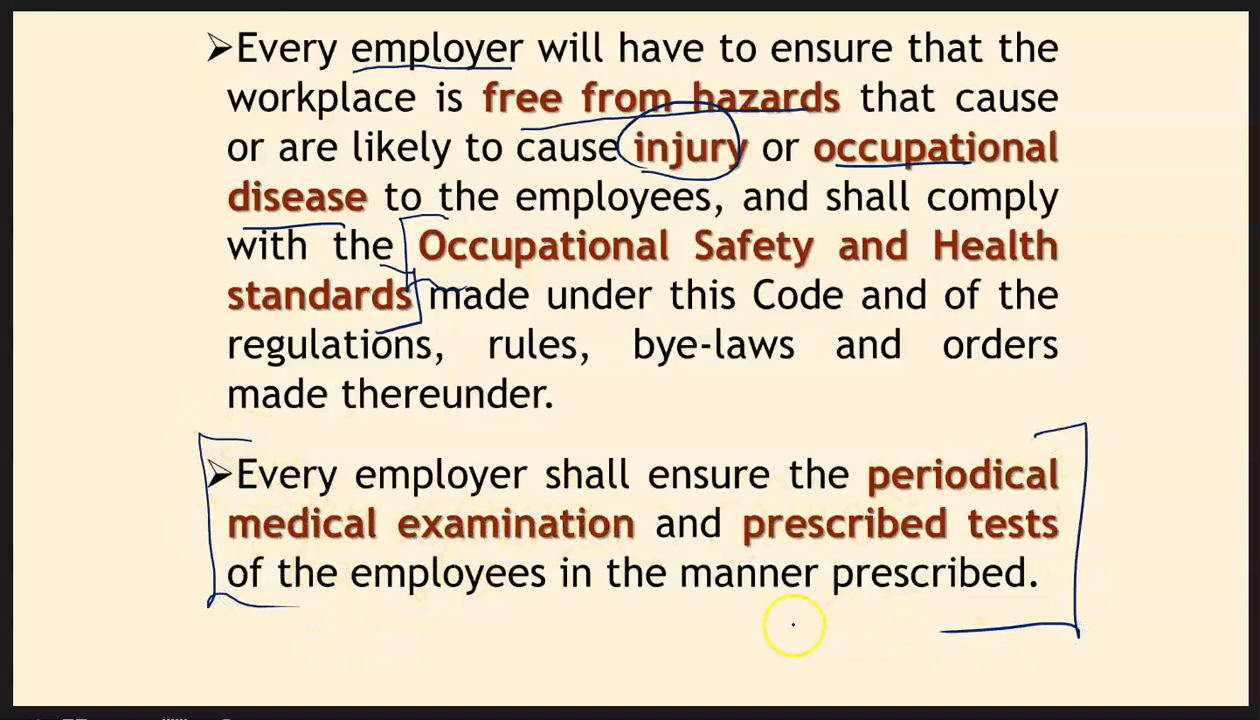 ➢Every employer will have to ensure that the
workplace is free from hazards that cause
or are likely to cause injury or occupational
disease to the employees, and shall comply
with the Occupational Safety and Health
standards made under this Code and of the
regulations, rules, bye-laws and orders
made thereunder.
➢Every employer shall ensure the periodical
medical examination and prescribed tests
of the employees in the manner prescribed.